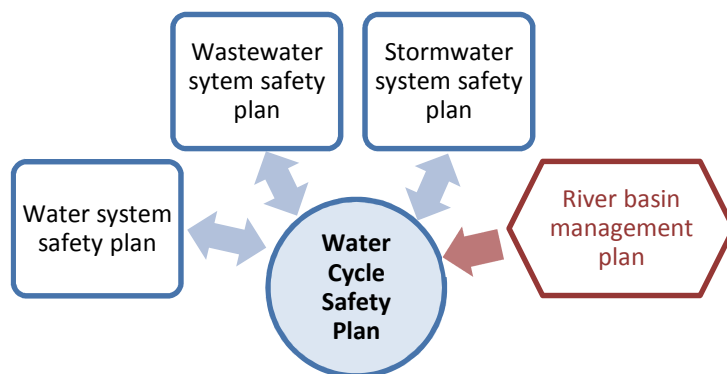 Wastewater
sytem safety
plan
Stormwater
system safety
plan
Water system
safety plan
River basin
management
plan
Water
Cycle
Safety
Plan